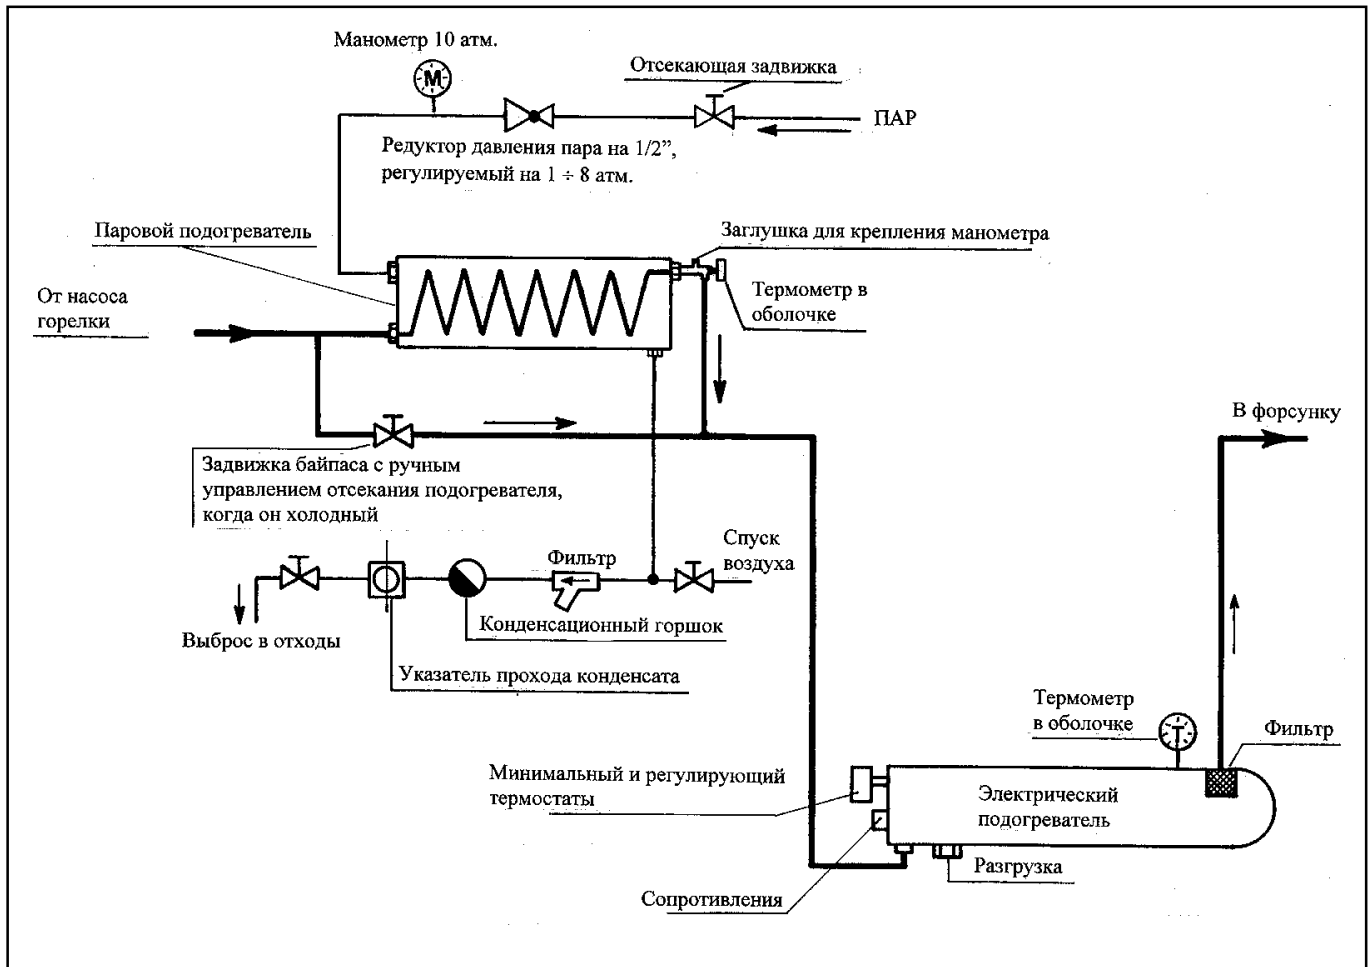 Манометр 10 атм.
М
Отсекающая задвижка
ПАР
Редуктор давления пара на 1/2”,
регулируемый на 1 ÷ 8 атм.
Паровой подогреватель
Заглушка для крепления манометра
От насоса
горелки
Термометр в
оболочке
В форсунку
Задвижка байпаса с ручным
управлением отсекания подогревателя,
когда он холодный
Спуск
воздуха
Фильтр
Конденсационный горшок
Выброс в отходы
Указатель прохода конденсата
Термометр
в оболочке
Т
Фильтр
Минимальный и регулирующий
термостаты
Электрический
подогреватель
Разгрузка
Сопротивления